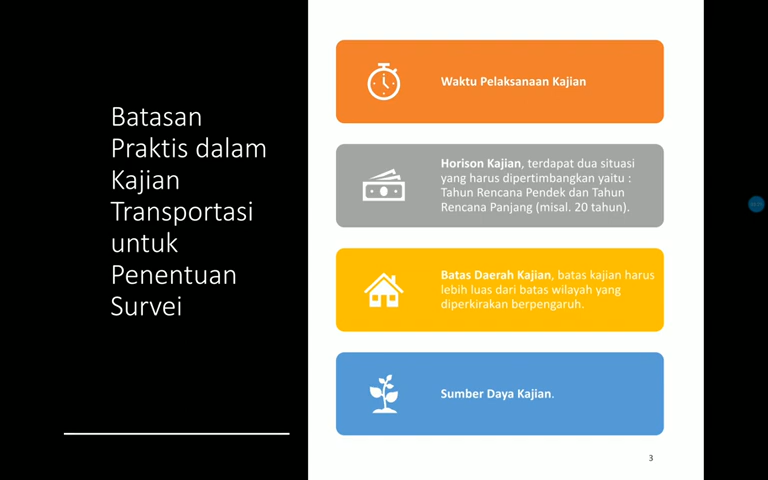 Batasan
Praktis dalam
Kajian
Transportasi
untuk
Penentuan
Survei
Waktu Pelaksanaan Kajian
Horison Kajian, terdapat dua situasi
yang harus dipertimbangkan yaitu :
Tahun Rencana Pendek dan Tahun
Rencana Panjang (misal. 20 tahun).
Batas Daerah Kajian, batas kajian harus
lebih luas dari batas wilayah yang
diperkirakan berpengaruh.
Sumber Daya Kajian.
3